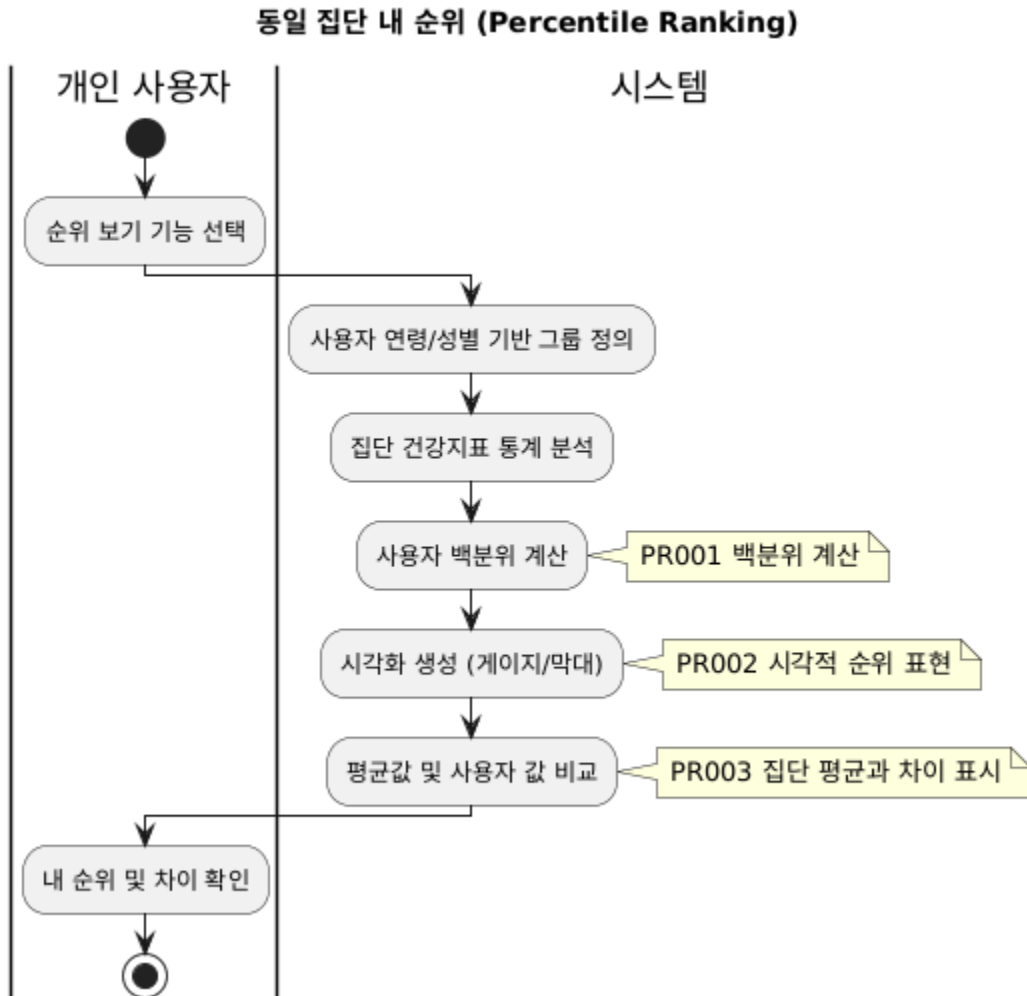 동일 집단 내 순위 (Percentile Ranking)
개인 사용자
시스템
순위 보기 기능 선택
사용자 연령/성별 기반 그룹 정의
집단 건강지표 통계 분석
사용자 백분위 계산
PR001 백분위 계산
시각화 생성 (게이지/막대)
PR002 시각적 순위 표현
평균값 및 사용자 값 비교
PR003 집단 평균과 차이 표시
내 순위 및 차이 확인